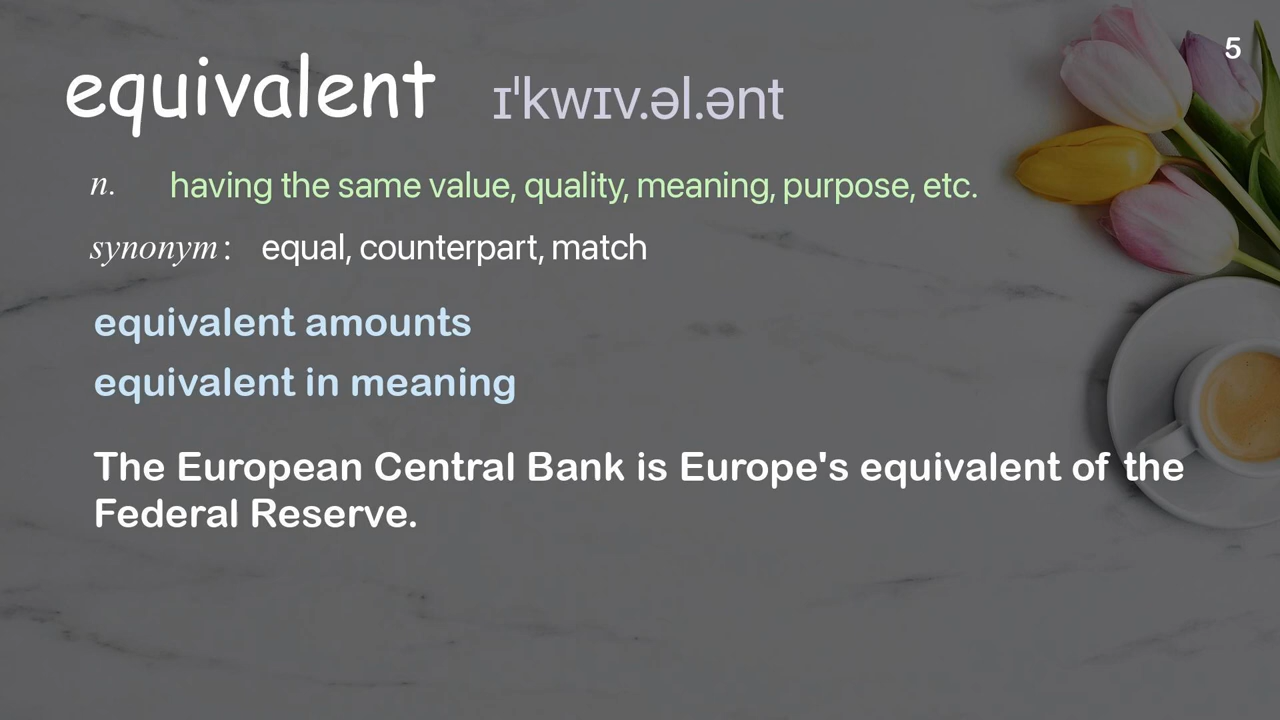 5
equivalent ɪˈkwɪv.əl.ənt
n. having the same value, quality, meaning, purpose, etc.
synonym: equal, counterpart, match
equivalent amounts
equivalent in meaning
The European Central Bank is Europe's equivalent of the
Federal Reserve.